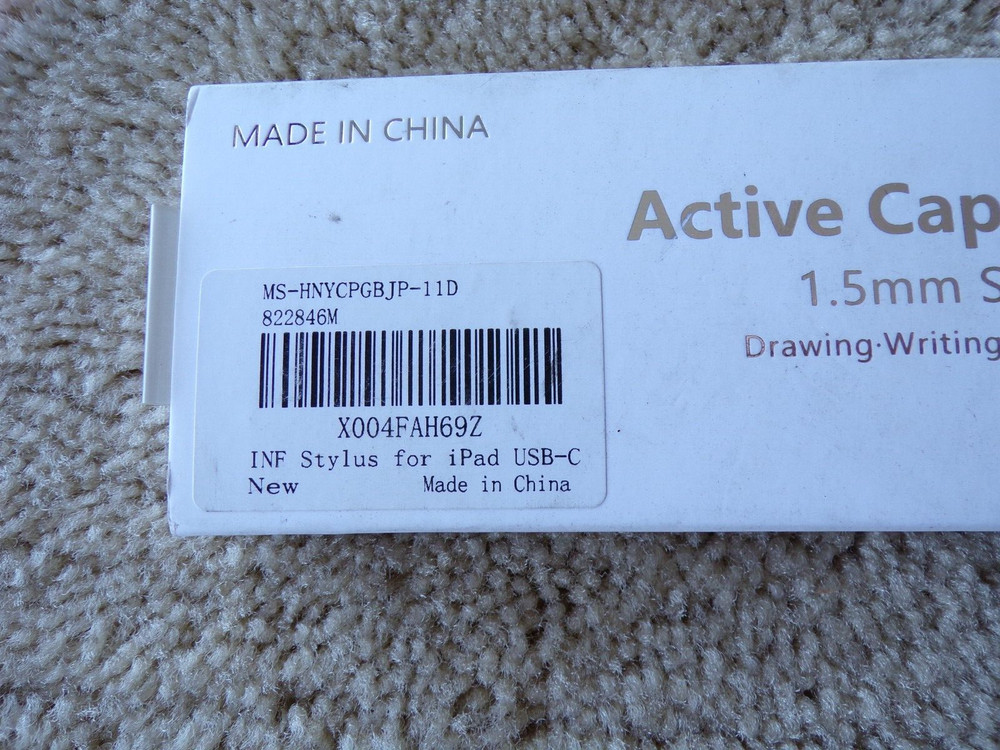 MADE IN CHINA
Active Cap
1.5mm S
Drawing·Writing
MS-HNYCPGBJP-11D
822846M
X004FAH69Z
INF Stylus for iPad USB-C
New Made in China